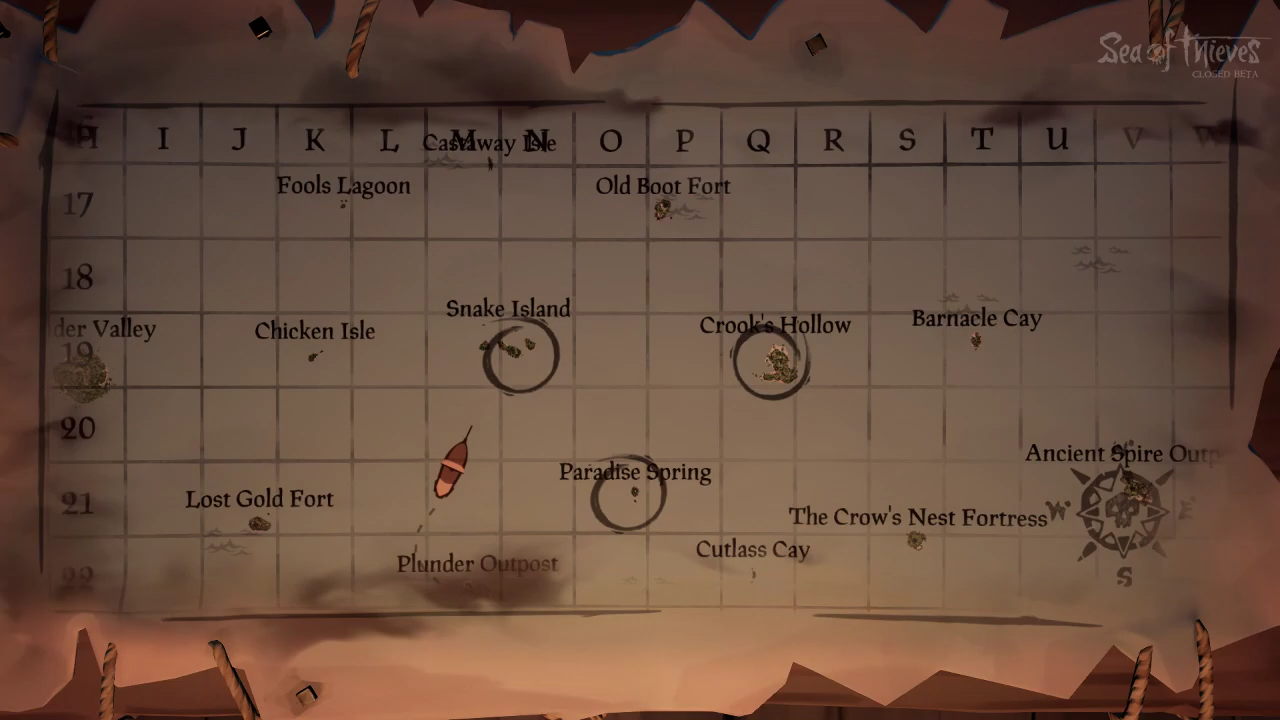 Sea of Thieves
CLOSED BETA
H I J K L M N O P Q R S T U V W
Castaway Isle
17
Fools Lagoon
Old Boot Fort
18
Snake Island
19
der Valley
Chicken Isle
Crook's Hollow
Barnacle Cay
20
Ancient Spire Outp
21
Lost Gold Fort
Paradise Spring
The Crow's Nest Fortress
W
E
S
22
Plunder Outpost
Cutlass Cay